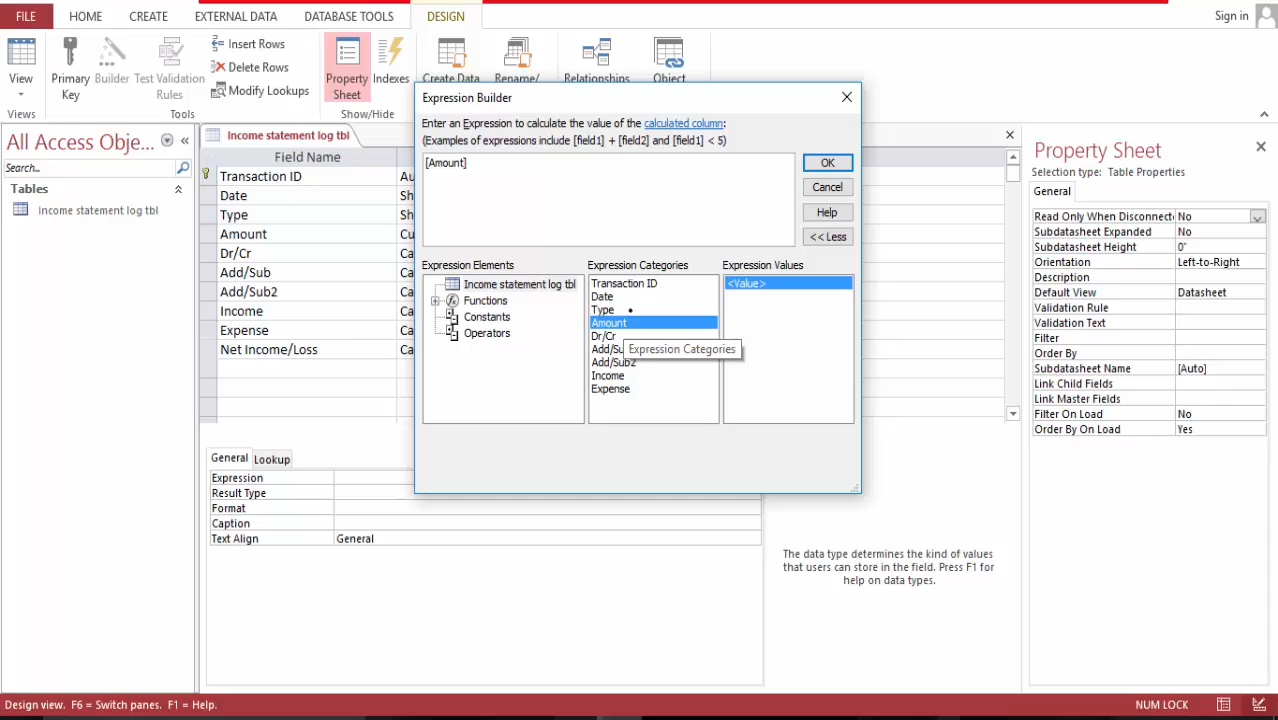 FILE HOME CREATE EXTERNAL DATA DATABASE TOOLS DESIGN Sign in
View
Primary Key
Builder
Test Validation Rules
Insert Rows
Delete Rows
Modify Lookups
Property Sheet
Indexes
Create Data
Rename/
Relationships
Object
Views
Tools
Show/Hide
All Access Obje...
Search...
Tables
Income statement log tbl
Income statement log tbl
Field Name
Transaction ID Au
Date Sh
Type Sh
Amount Cu
Dr/Cr Ca
Add/Sub Ca
Add/Sub2 Ca
Income Ca
Expense Ca
Net Income/Loss Ca
General Lookup
Expression
Result Type
Format
Caption
Text Align General
Expression Builder
Enter an Expression to calculate the value of the calculated column:
(Examples of expressions include [field1] + [field2] and [field1] < 5)
[Amount]
OK
Cancel
Help
<< Less
Expression Elements
Income statement log tbl
Functions
Constants
Operators
Expression Categories
Transaction ID
Date
Type
Amount
Dr/Cr
Add/Su
Add/Sub2
Income
Expense
Expression Categories
Expression Values
<Value>
The data type determines the kind of values
that users can store in the field. Press F1 for
help on data types.
Property Sheet
Selection type: Table Properties
General
Read Only When Disconnecte No
Subdatasheet Expanded No
Subdatasheet Height 0"
Orientation Left-to-Right
Description
Default View Datasheet
Validation Rule
Validation Text
Filter
Order By
Subdatasheet Name [Auto]
Link Child Fields
Link Master Fields
Filter On Load No
Order By On Load Yes
Design view. F6 = Switch panes. F1 = Help.
NUM LOCK